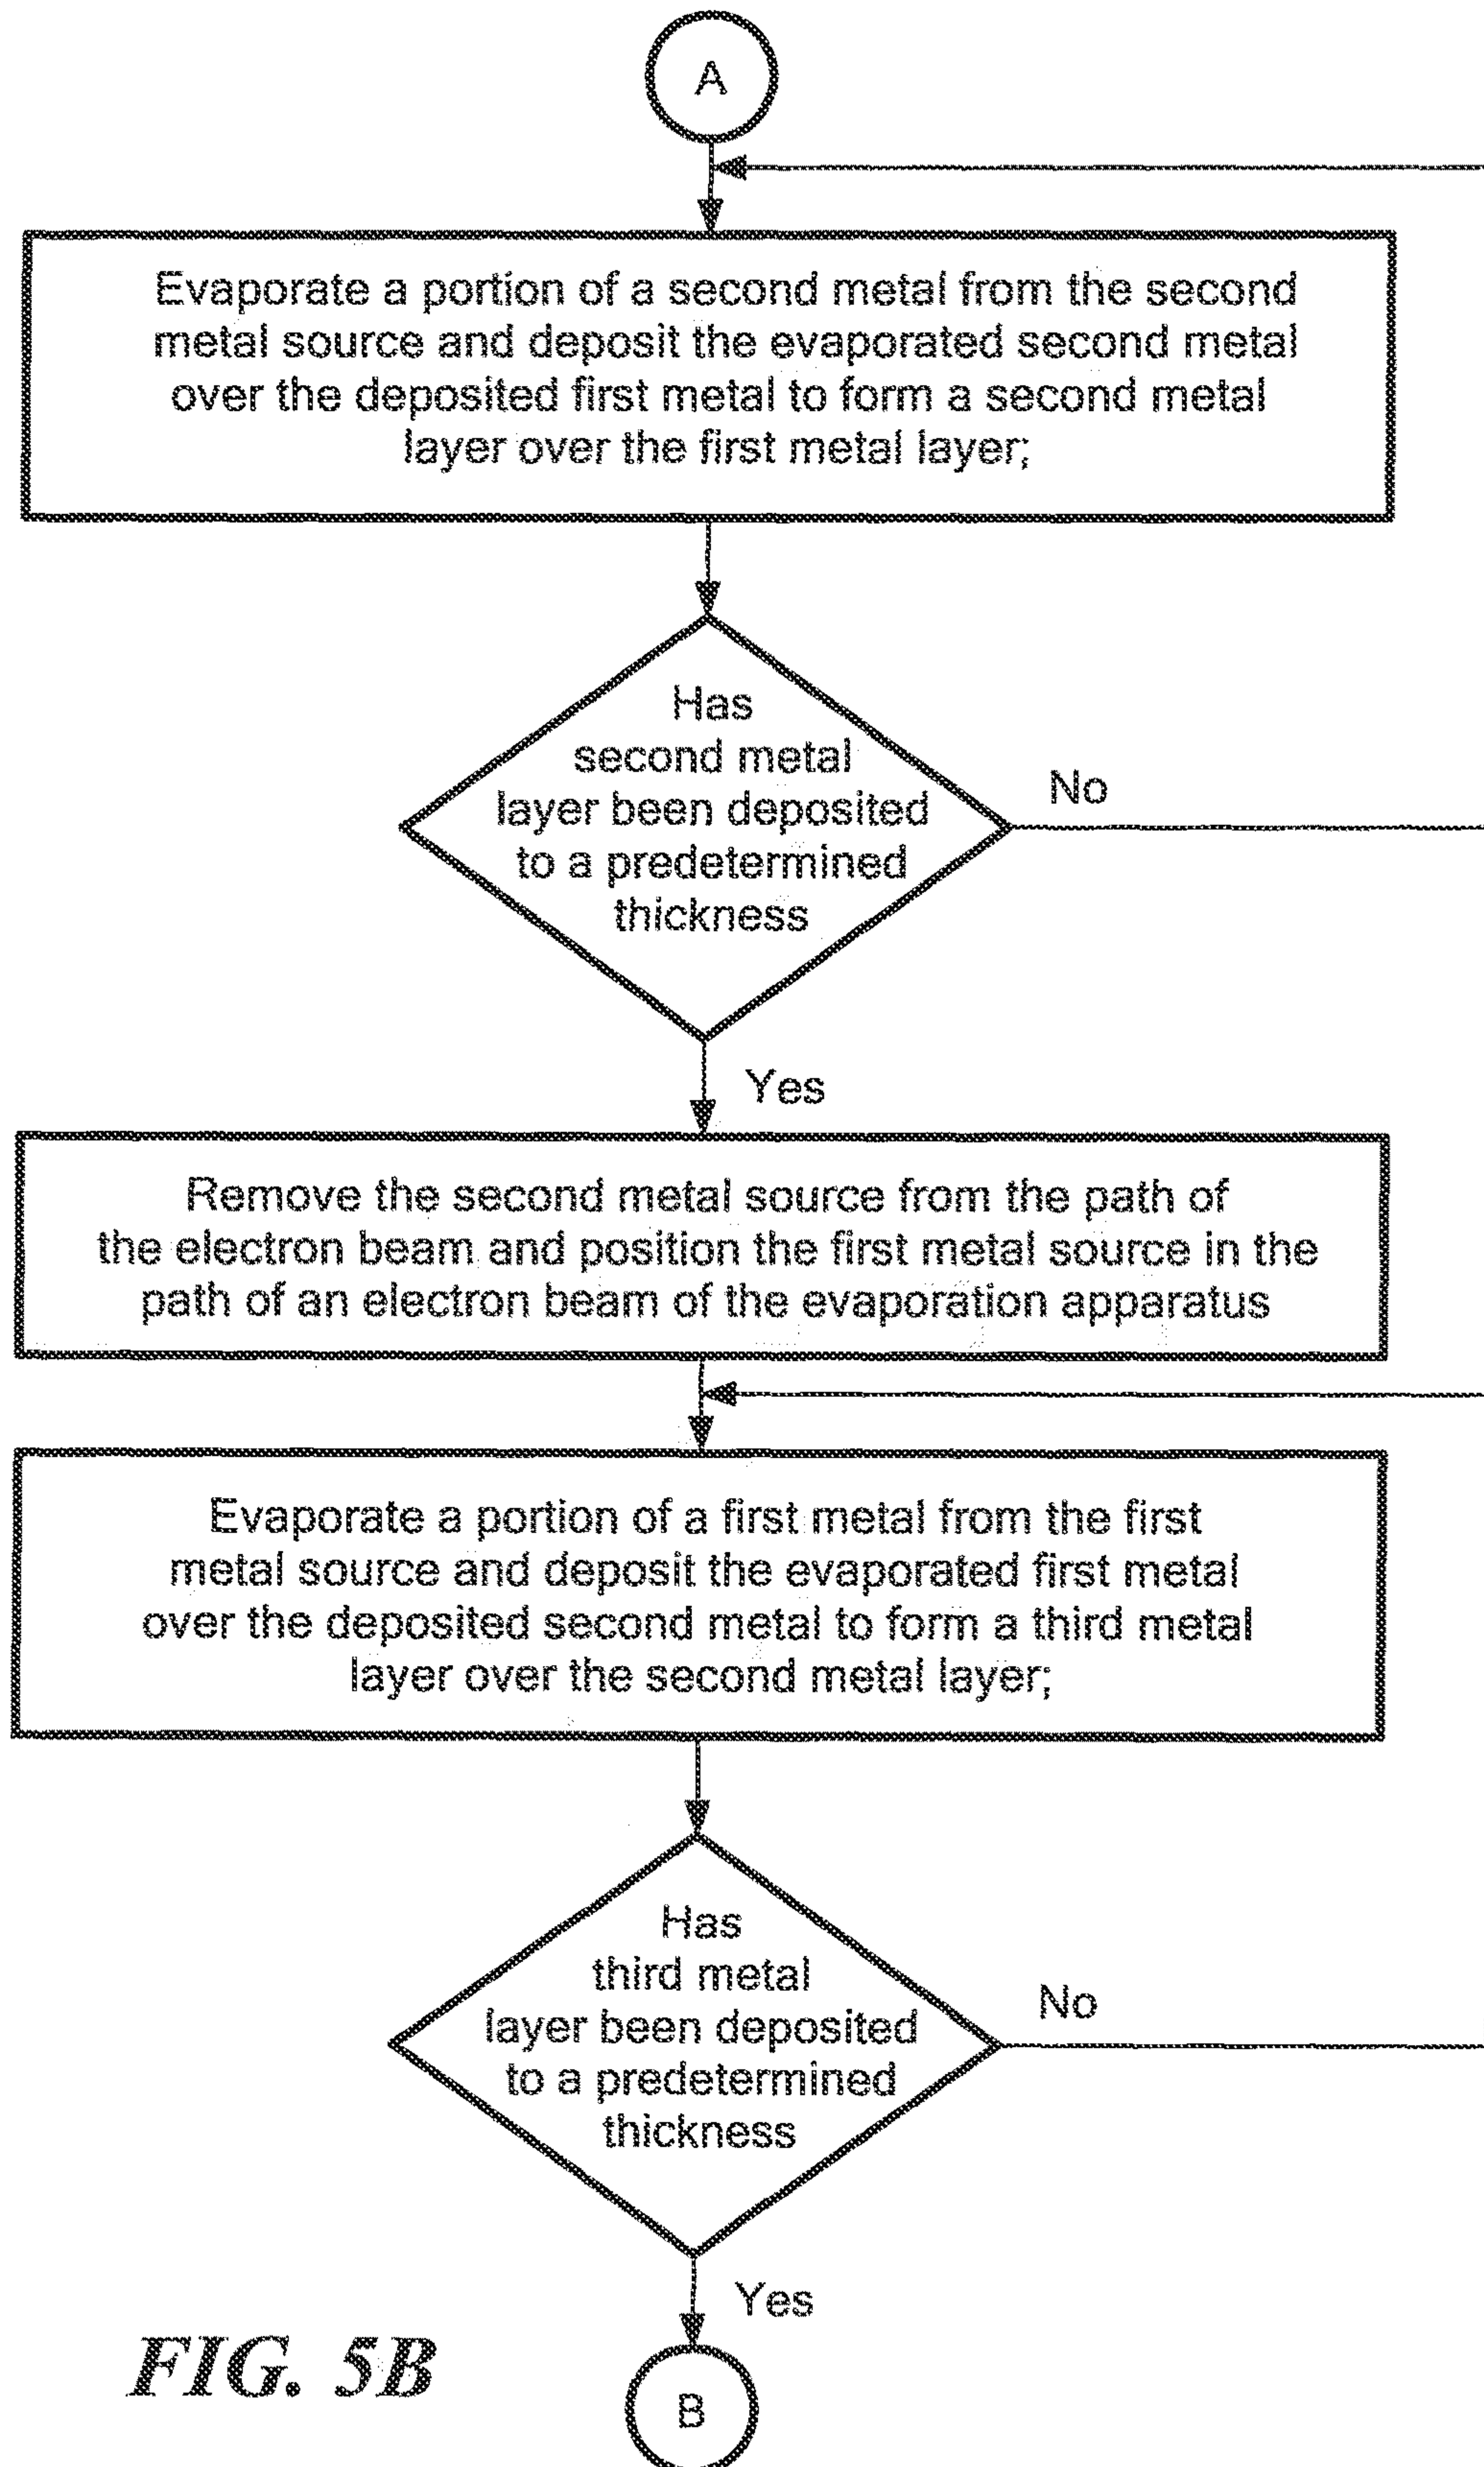 A
Evaporate a portion of a second metal from the second
metal source and deposit the evaporated second metal
over the deposited first metal to form a second metal
layer over the first metal layer;
Has
second metal
layer been deposited
to a predetermined
thickness
No
Yes
Remove the second metal source from the path of
the electron beam and position the first metal source in the
path of an electron beam of the evaporation apparatus
Evaporate a portion of a first metal from the first
metal source and deposit the evaporated first metal
over the deposited second metal to form a third metal
layer over the second metal layer;
Has
third metal
layer been deposited
to a predetermined
thickness
No
Yes
B
FIG. 5B